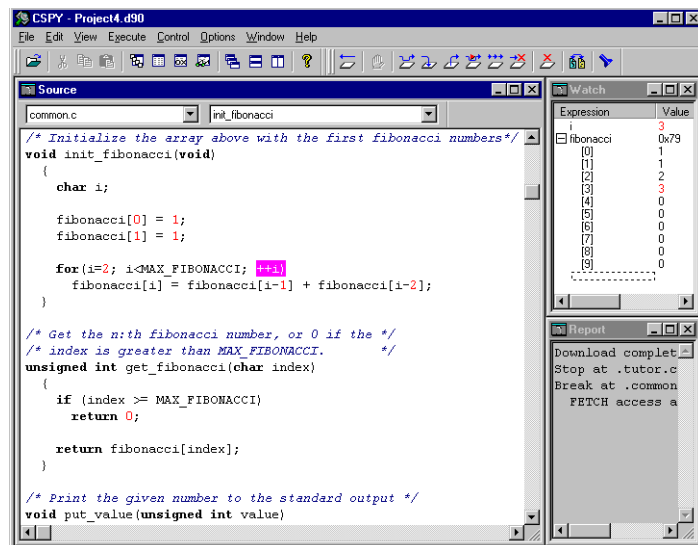 CSPY - Project4.d90
File Edit View Execute Control Options Window Help
Source
common.c init_fibonacci
/* Initialize the array above with the first fibonacci numbers*/
void init_fibonacci(void)
{
char i;
fibonacci[0] = 1;
fibonacci[1] = 1;
for(i=2; i<MAX_FIBONACCI; ++i)
fibonacci[i] = fibonacci[i-1] + fibonacci[i-2];
}
/* Get the n:th fibonacci number, or 0 if the */
/* index is greater than MAX_FIBONACCI. */
unsigned int get_fibonacci(char index)
{
if (index >= MAX_FIBONACCI)
return 0;
return fibonacci[index];
}
/* Print the given number to the standard output */
void put_value(unsigned int value)
Watch
Expression Value
i 3
fibonacci 0x79
[0] 1
[1] 1
[2] 2
[3] 3
[4] 0
[5] 0
[6] 0
[7] 0
[8] 0
[9] 0
Report
Download complet
Stop at .tutor.c
Break at .common
FETCH access a